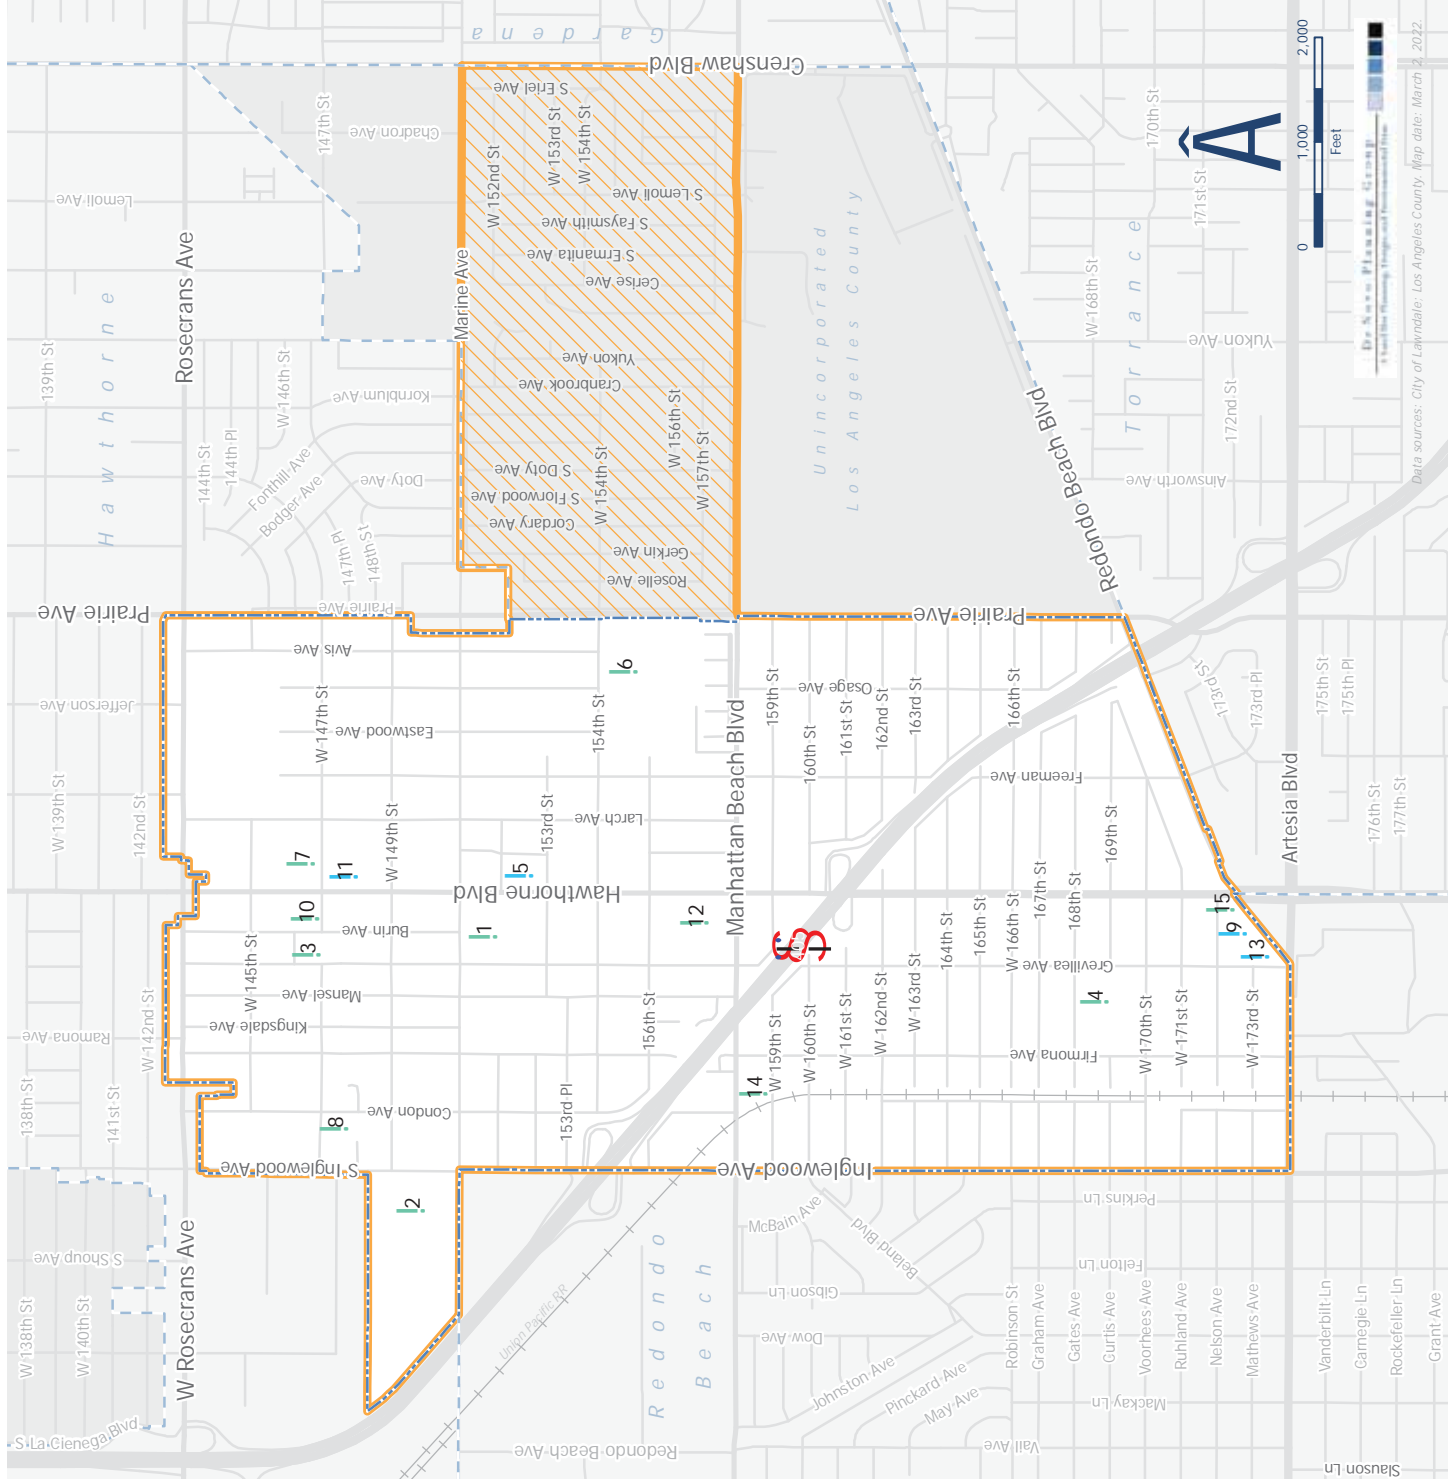 Gardena
Crenshaw Blvd
S Eriel Ave
147th St
Chadron Ave
W 152nd St
W 153rd St
W 154th St
170th St
2,000
1,000
0
Feet
Lemoli Ave
S Lemoli Ave
171st St
Rosecrans Ave
S Faysmith Ave
Marine Ave
S Ermanita Ave
Cerise Ave
Unincorporated
Los Angeles County
Torrance
W 168th St
Hawthorne
139th St
W 146th St
Kornblum Ave
Yukon Ave
Cranbrook Ave
Yukon Ave
172nd St
De Novo Planning Group
Data sources: City of Lawndale; Los Angeles County. Map date: March 2, 2022.
144th St
144th Pl
Fonthill Ave
Bodger Ave
Doty Ave
S Doty Ave
S Florwood Ave
Cordary Ave
W 154th St
W 156th St
W 157th St
Redondo Beach Blvd
Ainsworth Ave
147th Pl
148th St
Gerkin Ave
Roselle Ave
Prairie Ave
Prairie Ave
Prairie Ave
Avis Ave
6
159th St
Osage Ave
166th St
173rd St
173rd Pl
175th St
175th Pl
Jefferson Ave
W 147th St
Eastwood Ave
154th St
Manhattan Beach Blvd
160th St
161st St
162nd St
163rd St
Freeman Ave
W 139th St
142nd St
W 149th St
153rd St
Larch Ave
169th St
Artesia Blvd
176th St
177th St
7
11
5
Hawthorne Blvd
10
3
Burin Ave
1
12
405
164th St
165th St
W 166th St
167th St
168th St
15
9
13
W 145th St
Mansel Ave
Kingsdale Ave
Grevillea Ave
4
Ramona Ave
W 142nd St
156th St
W 159th St
W 160th St
W 161st St
W 162nd St
W 163rd St
Firmona Ave
W 170th St
W 171st St
W 173rd St
138th St
141st St
8
Condon Ave
153rd Pl
14
S Inglewood Ave
Inglewood Ave
2
McBain Ave
Beland Blvd
Perkins Ln
S Shoup Ave
W Rosecrans Ave
Redondo
Beach
Felton Ln
Gibson Ln
Dow Ave
Union Pacific RR
W 138th St
W 140th St
Robinson St
Graham Ave
Gates Ave
Curtis Ave
Voorhees Ave
Ruhland Ave
Nelson Ave
Mathews Ave
Vanderbilt Ln
Carnegie Ln
Rockefeller Ln
Grant Ave
Johnston Ave
Pinckard Ave
May Ave
Mackay Ln
S La Cienega Blvd
Redondo Beach Ave
Vail Ave
Slauson Ln